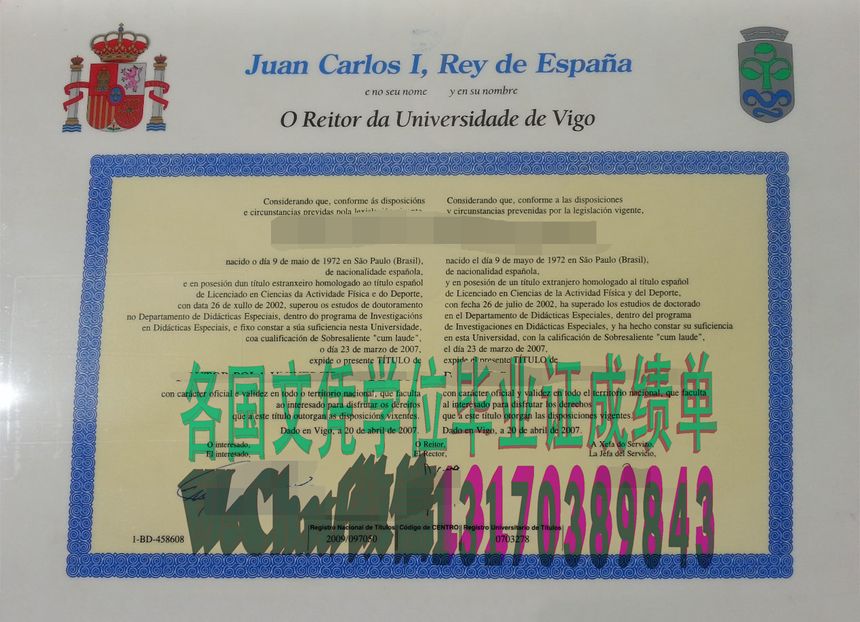 Juan Carlos I, Rey de España
e no seu nome y en su nombre
O Reitor da Universidade de Vigo
Considerando que, conforme ás disposicións
e circunstancias previdas pola lexislación vixente,
nacido o día 9 de maio de 1972 en São Paulo (Brasil),
de nacionalidade española,
e en posesión dun título estranxeiro homologado ao título español
de Licenciado en Ciencias da Actividade Física e do Deporte,
con data 26 de xullo de 2002, superou os estudos de doutoramento
no Departamento de Didácticas Especiais, dentro do programa de Investigacións
en Didácticas Especiais, e fixo constar a súa suficiencia nesta Universidade,
coa cualificación de Sobresaliente "cum laude",
o día 23 de marzo de 2007,
expide o presente TÍTULO de
con carácter oficial e validez en todo o territorio nacional, que faculta
ao interesado para disfrutar os dereitos
que a este título outorgan as disposicións vixentes.
Dado en Vigo, a 20 de abril de 2007.
Considerando que, conforme a las disposiciones
y circunstancias prevenidas por la legislación vigente,
nacido el día 9 de mayo de 1972 en São Paulo (Brasil),
de nacionalidad española,
y en posesión de un título extranjero homologado al título español
de Licenciado en Ciencias de la Actividad Física y del Deporte,
con fecha 26 de julio de 2002, ha superado los estudios de doctorado
en el Departamento de Didácticas Especiales, dentro del programa
de Investigaciones en Didácticas Especiales, y ha hecho constar su suficiencia
en esta Universidad, con la calificación de Sobresaliente "cum laude",
el día 23 de marzo de 2007,
expide el presente TÍTULO de
con carácter oficial y validez en todo el territorio nacional, que faculta
al interesado para disfrutar los derechos
que a este título otorgan las disposiciones vigentes.
Dado en Vigo, a 20 de abril de 2007.
各国文凭学位毕业证成绩单
O interesado,
El interesado,
O Reitor,
El Rector,
A Xefa do Servizo,
La Jefa del Servicio,
13170389843
Registro Nacional de Títulos Código de CENTRO Registro Universitario de Títulos
1-BD-458608 2009/097050 0703278